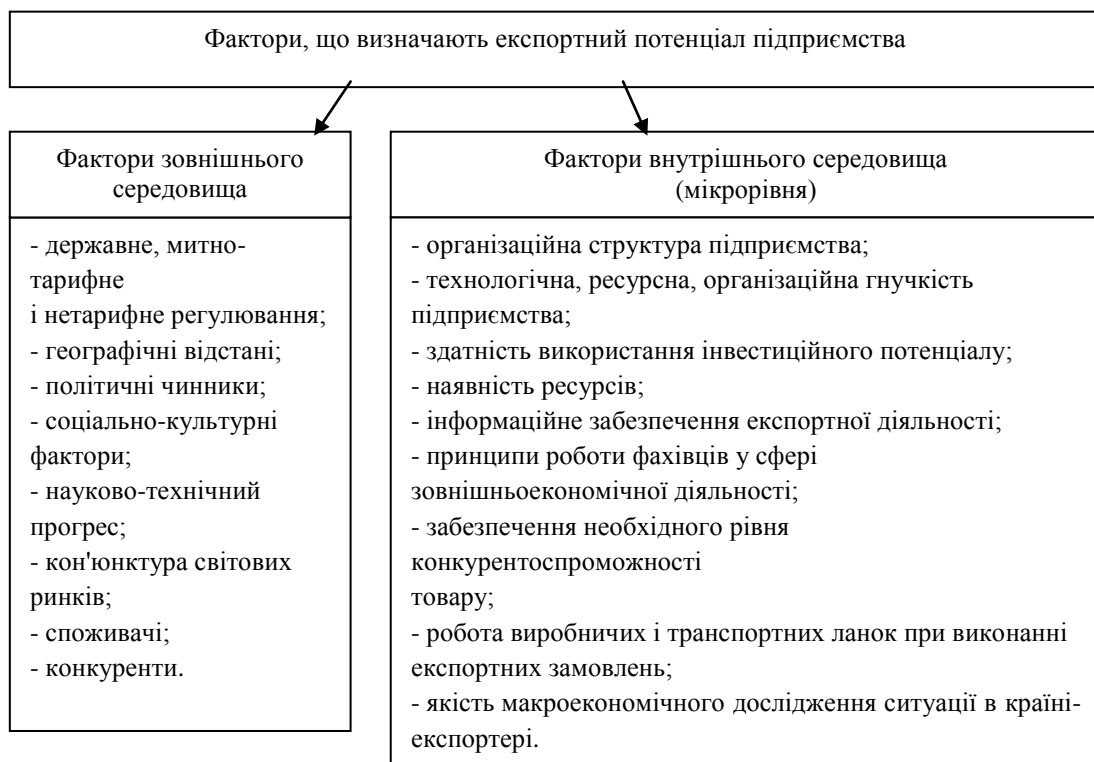 Фактори, що визначають експортний потенціал підприємства
Фактори зовнішнього
середовища
- державне, митно-
тарифне
і нетарифне регулювання;
- географічні відстані;
- політичні чинники;
- соціально-культурні
фактори;
- науково-технічний
прогрес;
- кон'юнктура світових
ринків;
- споживачі;
- конкуренти.
Фактори внутрішнього середовища
(мікрорівня)
- організаційна структура підприємства;
- технологічна, ресурсна, організаційна гнучкість
підприємства;
- здатність використання інвестиційного потенціалу;
- наявність ресурсів;
- інформаційне забезпечення експортної діяльності;
- принципи роботи фахівців у сфері
зовнішньоекономічної діяльності;
- забезпечення необхідного рівня
конкурентоспроможності
товару;
- робота виробничих і транспортних ланок при виконанні
експортних замовлень;
- якість макроекономічного дослідження ситуації в країні-
експортері.